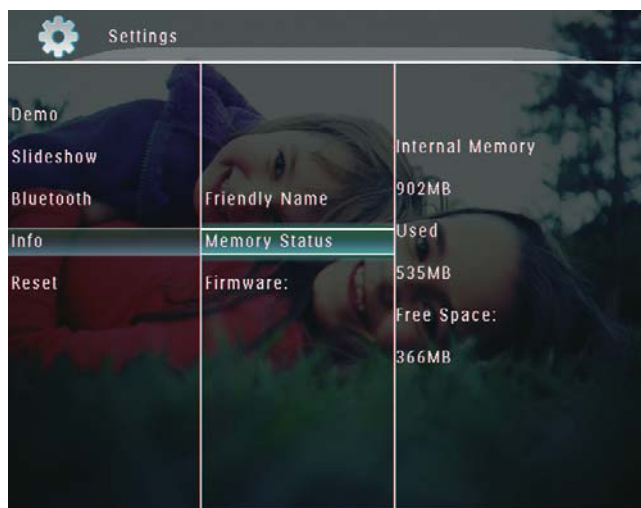 Settings
Demo
Slideshow
Bluetooth
Info
Reset
Friendly Name
Memory Status
Firmware:
Internal Memory
902MB
Used
535MB
Free Space:
366MB